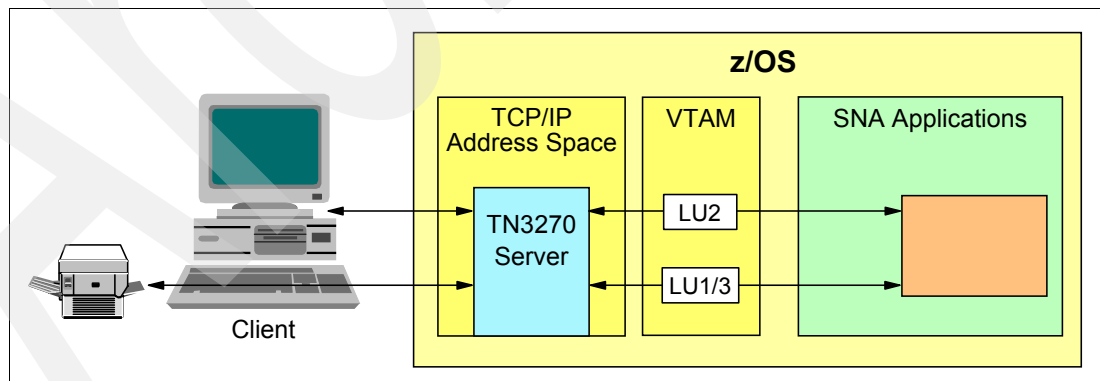 z/OS
TCP/IP
Address Space
VTAM
SNA Applications
TN3270
Server
LU2
LU1/3
Client